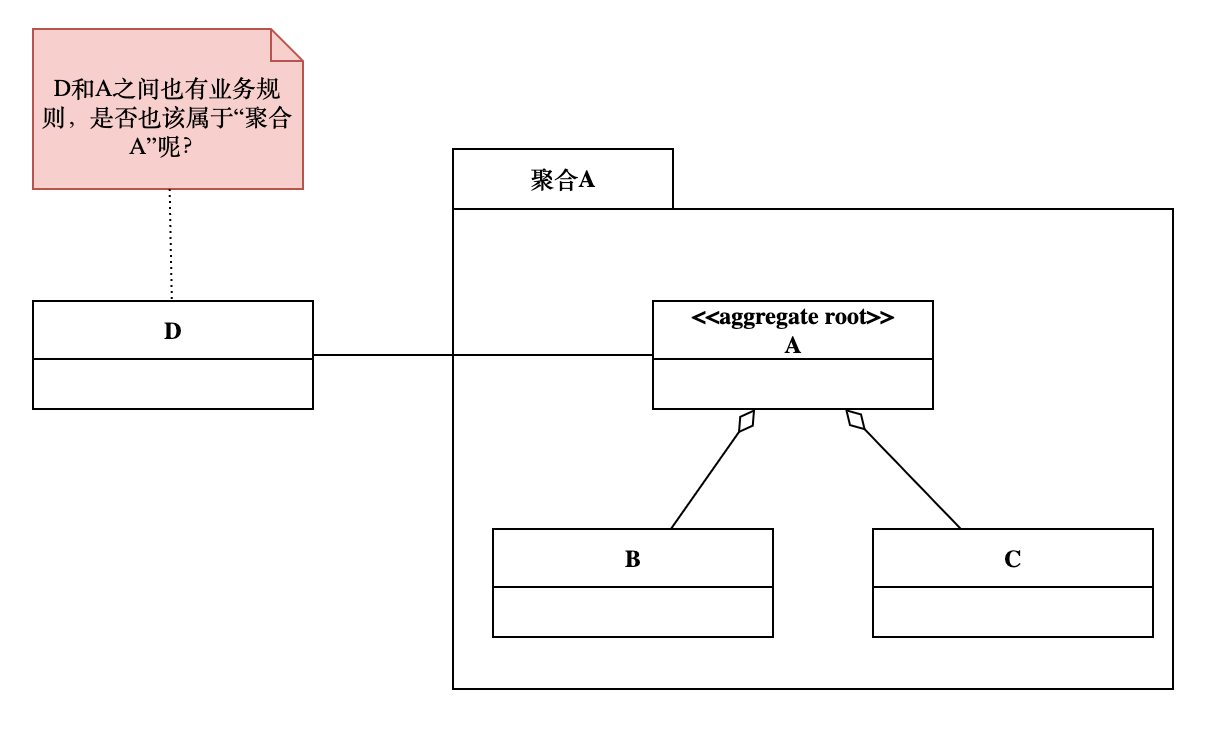 D和A之间也有业务规
则，是否也该属于“聚合
A”呢?
聚合A
D
<<aggregate root>>
A
B
C